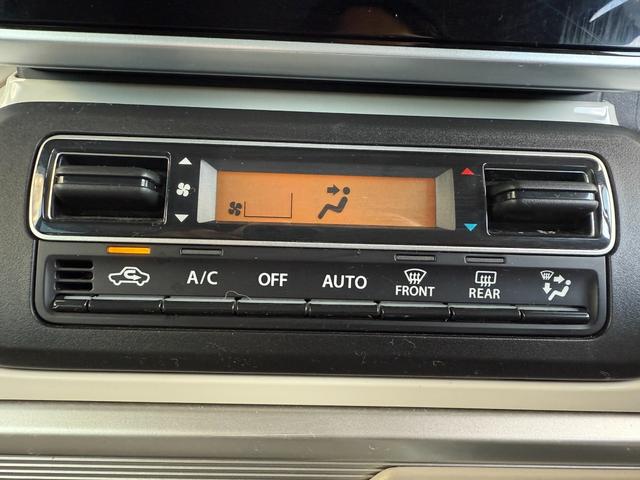 A/C OFF AUTO FRONT REAR